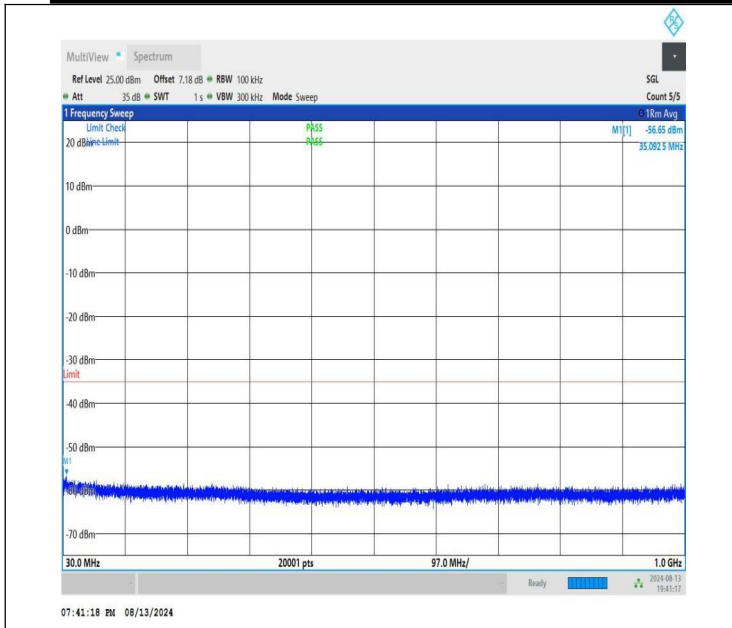 R S
MultiView Spectrum
Ref Level 25.00 dBm Offset 7.18 dB RBW 100 kHz SGL
Att 35 dB SWT 1 s VBW 300 kHz Mode Sweep Count 5/5
1 Frequency Sweep 1Rm Avg
Limit Check PASS M1[1] -56.65 dBm
20 dBm Line Limit PASS 35.092 5 MHz
10 dBm
0 dBm
-10 dBm
-20 dBm
-30 dBm
Limit
-40 dBm
-50 dBm
M1
-60 dBm
-70 dBm
30.0 MHz 20001 pts 97.0 MHz/ 1.0 GHz
Ready 2024-08-13
19:41:17
07:41:18 PM 08/13/2024